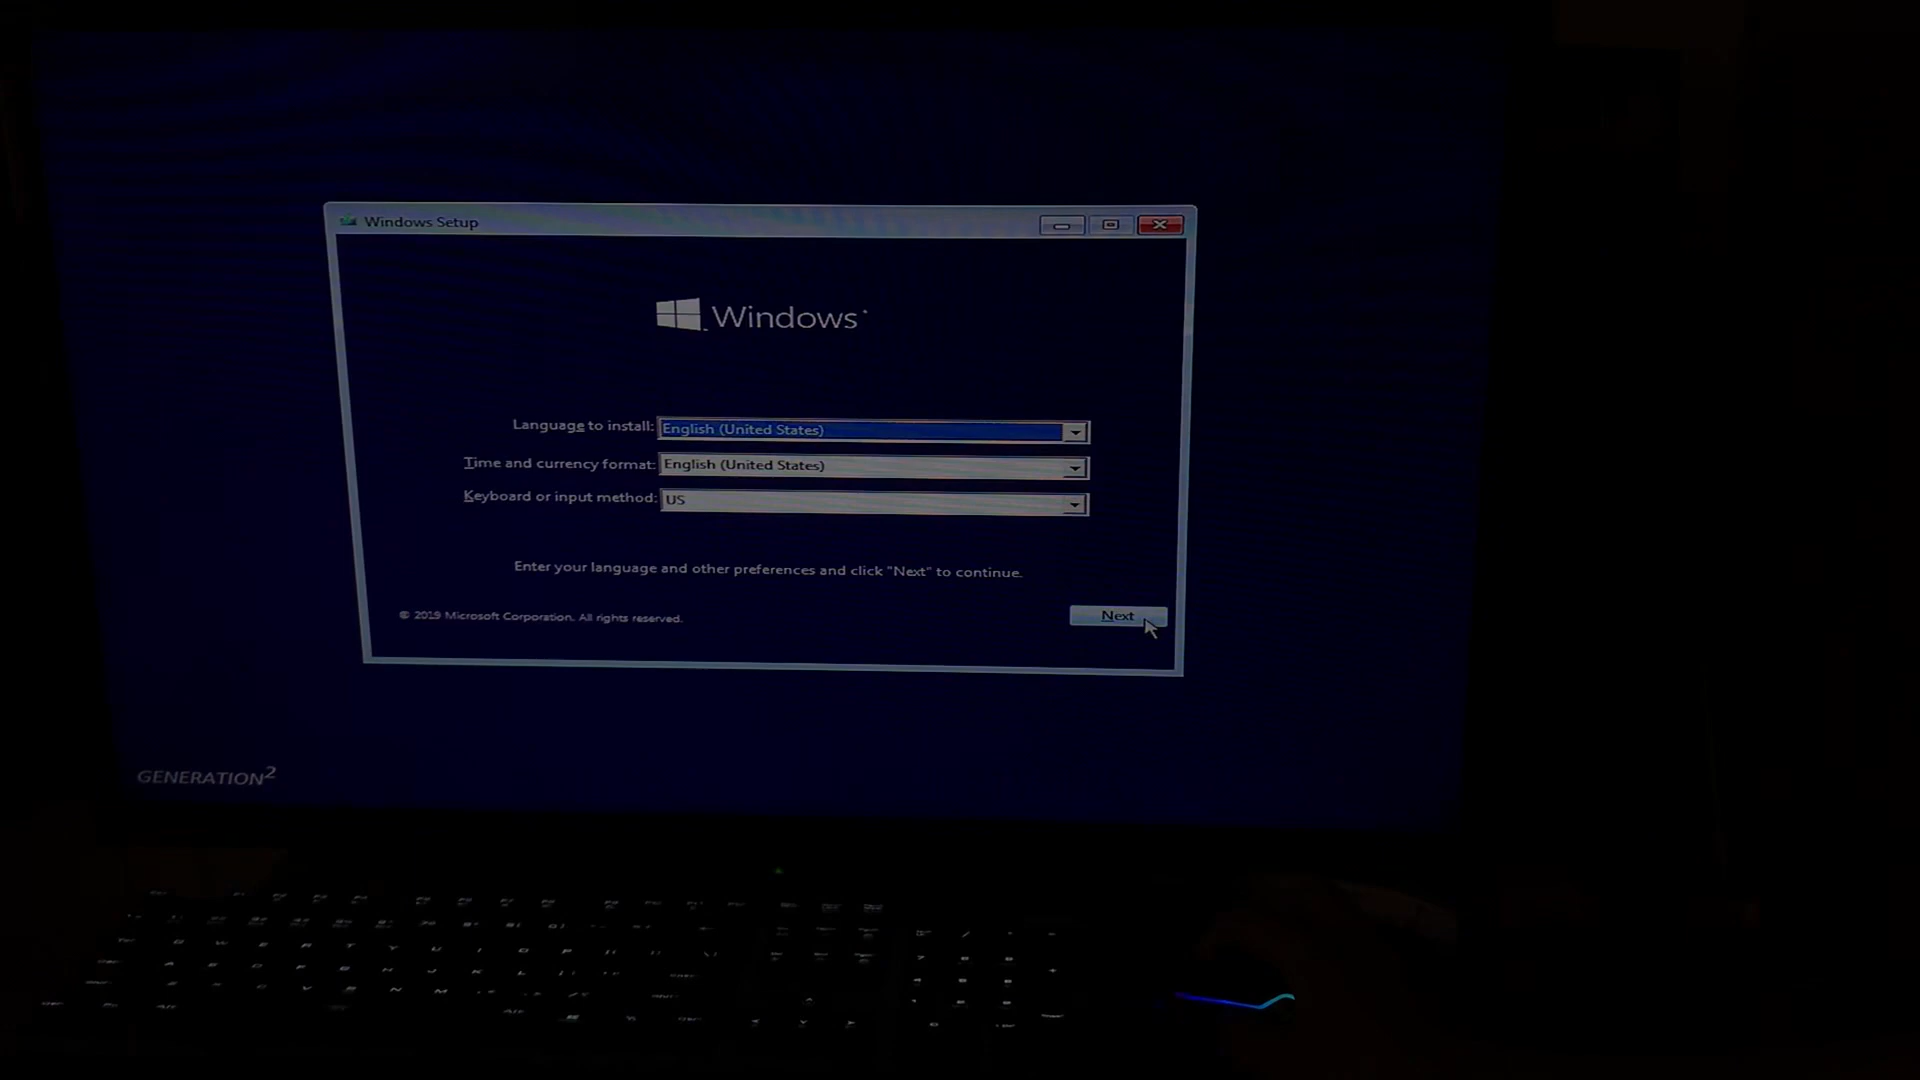 Windows Setup
Windows
Language to install: English (United States)
Time and currency format: English (United States)
Keyboard or input method: US
Enter your language and other preferences and click "Next" to continue.
© 2019 Microsoft Corporation. All rights reserved.
Next
GENERATION²